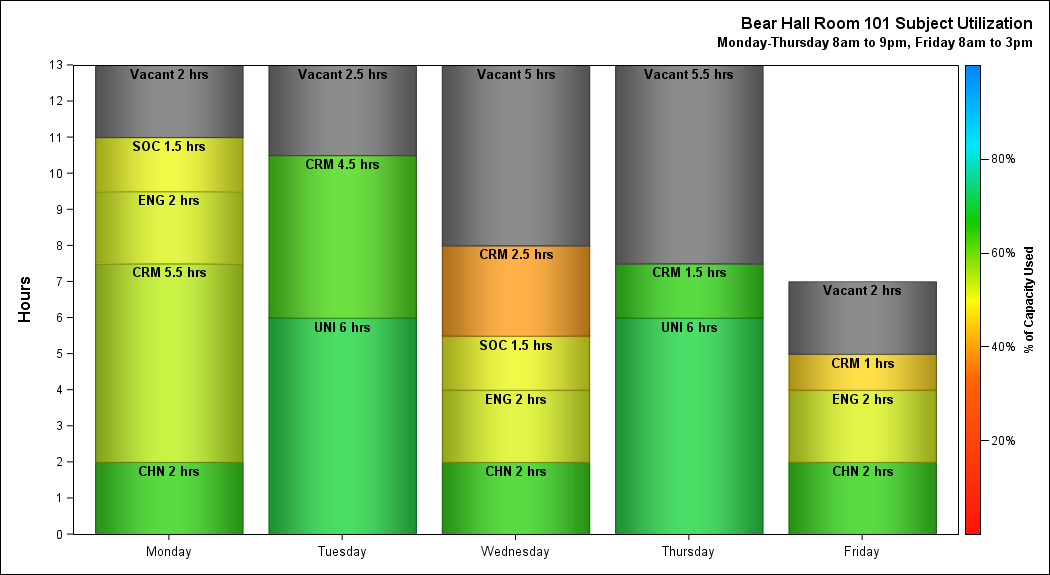 Bear Hall Room 101 Subject Utilization
Monday-Thursday 8am to 9pm, Friday 8am to 3pm
Hours
13
12
11
10
9
8
7
6
5
4
3
2
1
0
Vacant 2 hrs
SOC 1.5 hrs
ENG 2 hrs
CRM 5.5 hrs
CHN 2 hrs
Vacant 2.5 hrs
CRM 4.5 hrs
UNI 6 hrs
Vacant 5 hrs
CRM 2.5 hrs
SOC 1.5 hrs
ENG 2 hrs
CHN 2 hrs
Vacant 5.5 hrs
CRM 1.5 hrs
UNI 6 hrs
Vacant 2 hrs
CRM 1 hrs
ENG 2 hrs
CHN 2 hrs
Monday Tuesday Wednesday Thursday Friday
80%
60%
40%
20%
% of Capacity Used